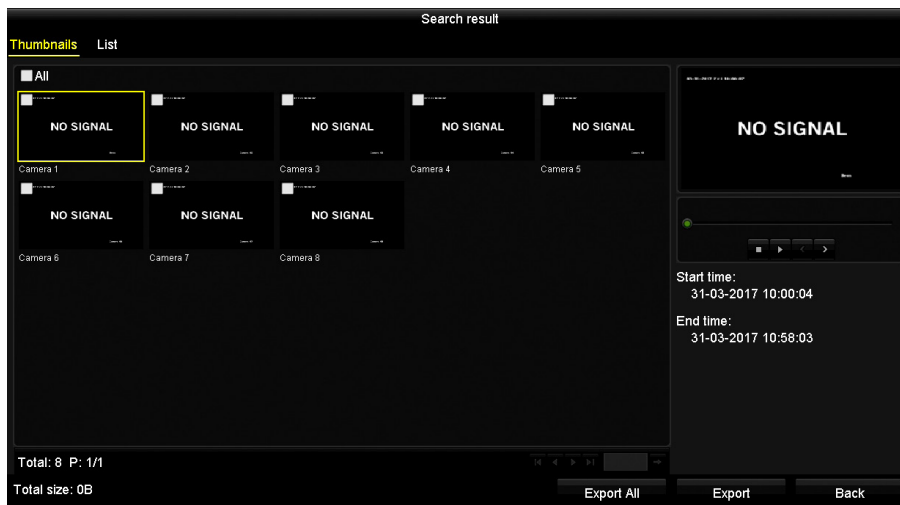 Search result
Thumbnails List
All
NO SIGNAL NO SIGNAL NO SIGNAL NO SIGNAL NO SIGNAL
Camera 1 Camera 2 Camera 3 Camera 4 Camera 5
NO SIGNAL NO SIGNAL NO SIGNAL
Camera 6 Camera 7 Camera 8
Total: 8 P: 1/1
Total size: 0B
NO SIGNAL
Start time:
31-03-2017 10:00:04
End time:
31-03-2017 10:58:03
Export All Export Back